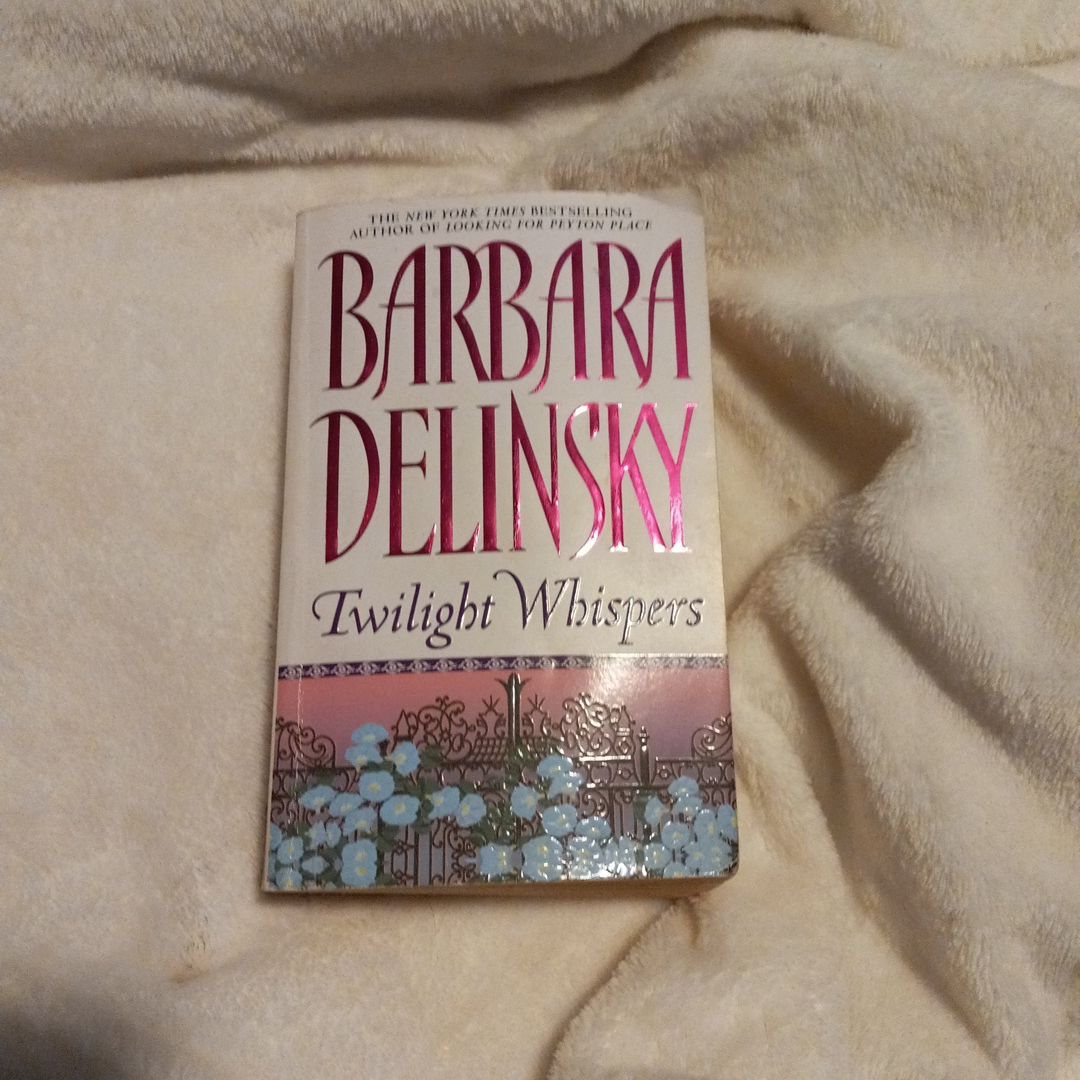 THE NEW YORK TIMES BESTSELLING
AUTHOR OF LOOKING FOR PEYTON PLACE
BARBARA
DELINSKY
Twilight Whispers